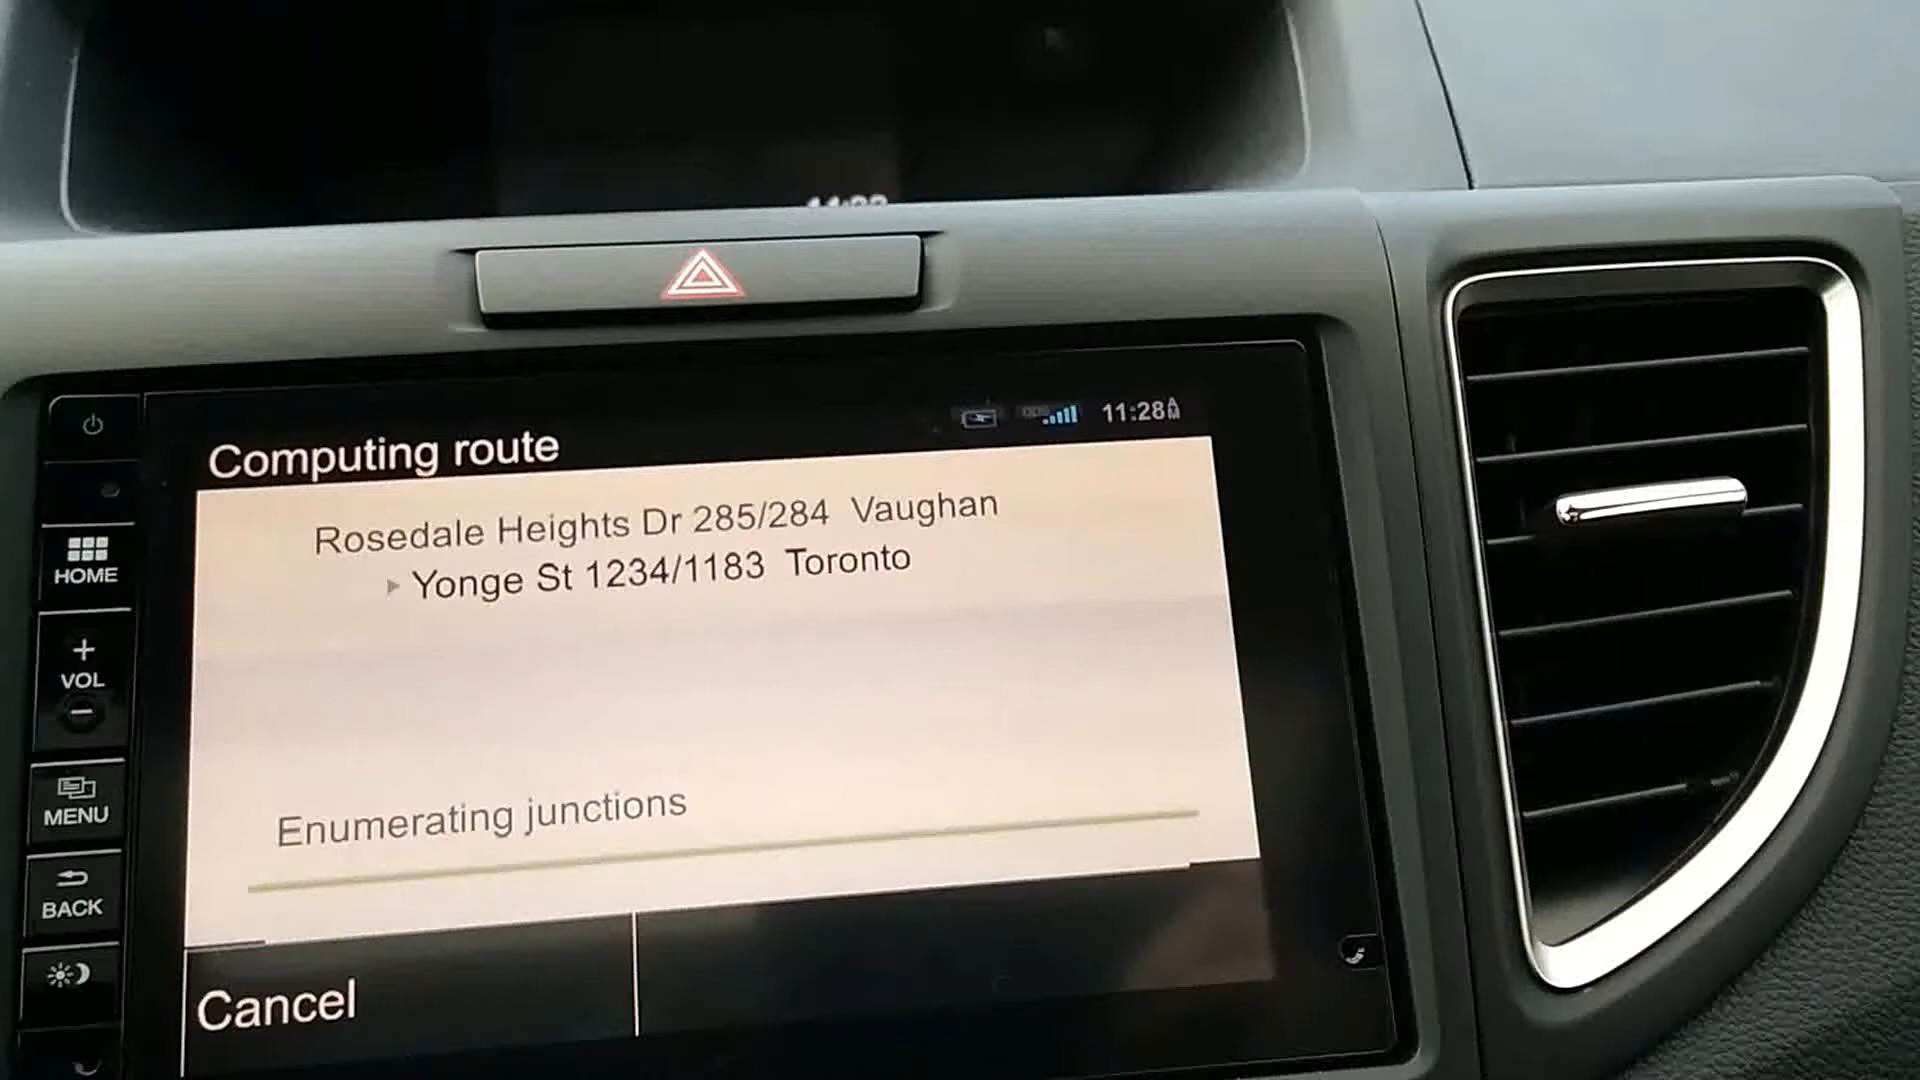 11:28
Computing route
Rosedale Heights Dr 285/284 Vaughan
Yonge St 1234/1183 Toronto
Enumerating junctions
Cancel
HOME
+
VOL
−
MENU
BACK